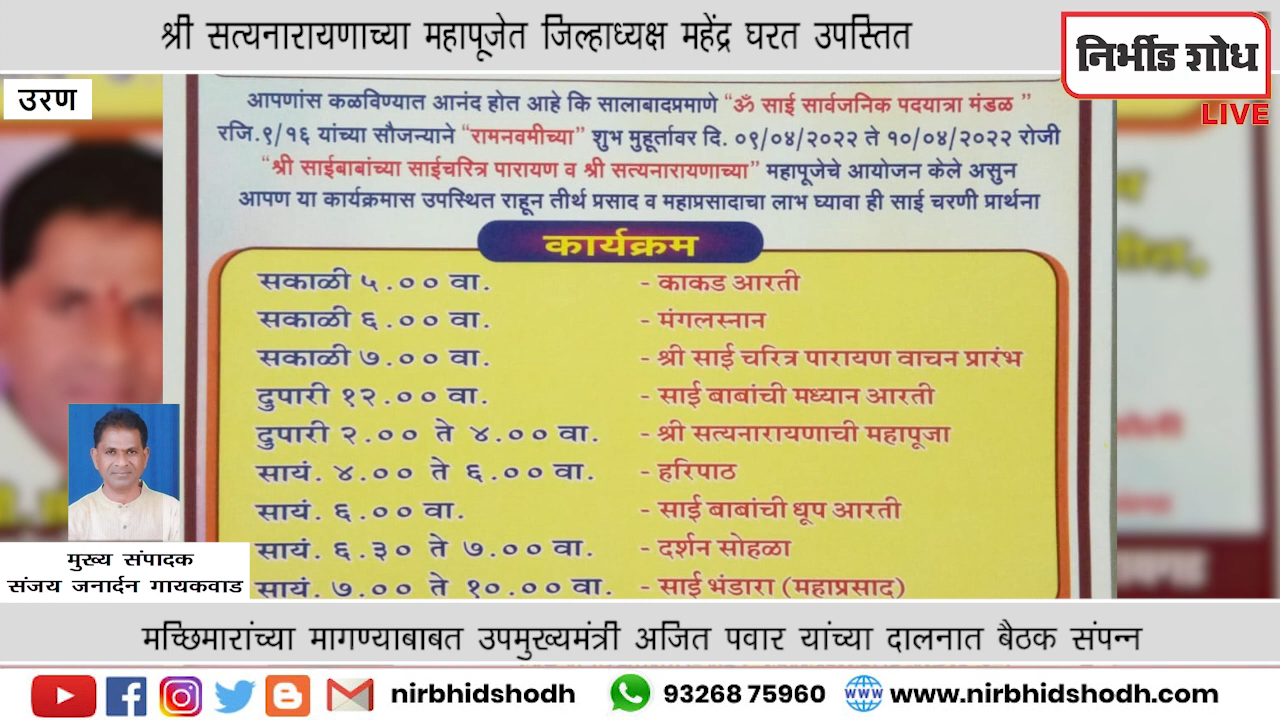 श्री सत्यनारायणाच्या महापूजेत जिल्हाध्यक्ष महेंद्र घरत उपस्तित
निर्भीड शोध
LIVE
उरण
आपणांस कळविण्यात आनंद होत आहे कि सालाबादप्रमाणे “ॐ साई सार्वजनिक पदयात्रा मंडळ ”
रजि.९/१६ यांच्या सौजन्याने “रामनवमीच्या” शुभ मुहूर्तावर दि. ०९/०४/२०२२ ते १०/०४/२०२२ रोजी
“श्री साईबाबांच्या साईचरित्र पारायण व श्री सत्यनारायणाच्या” महापूजेचे आयोजन केले असुन
आपण या कार्यक्रमास उपस्थित राहून तीर्थ प्रसाद व महाप्रसादाचा लाभ घ्यावा ही साई चरणी प्रार्थना
कार्यक्रम
सकाळी ५.०० वा. - काकड आरती
सकाळी ६.०० वा. - मंगलस्नान
सकाळी ७.०० वा. - श्री साई चरित्र पारायण वाचन प्रारंभ
दुपारी १२.०० वा. - साई बाबांची मध्यान आरती
दुपारी २.०० ते ४.०० वा. - श्री सत्यनारायणाची महापूजा
सायं. ४.०० ते ६.०० वा. - हरिपाठ
सायं. ६.०० वा. - साई बाबांची धूप आरती
सायं. ६.३० ते ७.०० वा. - दर्शन सोहळा
सायं. ७.०० ते १०.०० वा. - साई भंडारा (महाप्रसाद)
मुख्य संपादक
संजय जनार्दन गायकवाड
मच्छिमारांच्या मागण्याबाबत उपमुख्यमंत्री अजित पवार यांच्या दालनात बैठक संपन्न
nirbhidshodh 93268 75960 www.nirbhidshodh.com